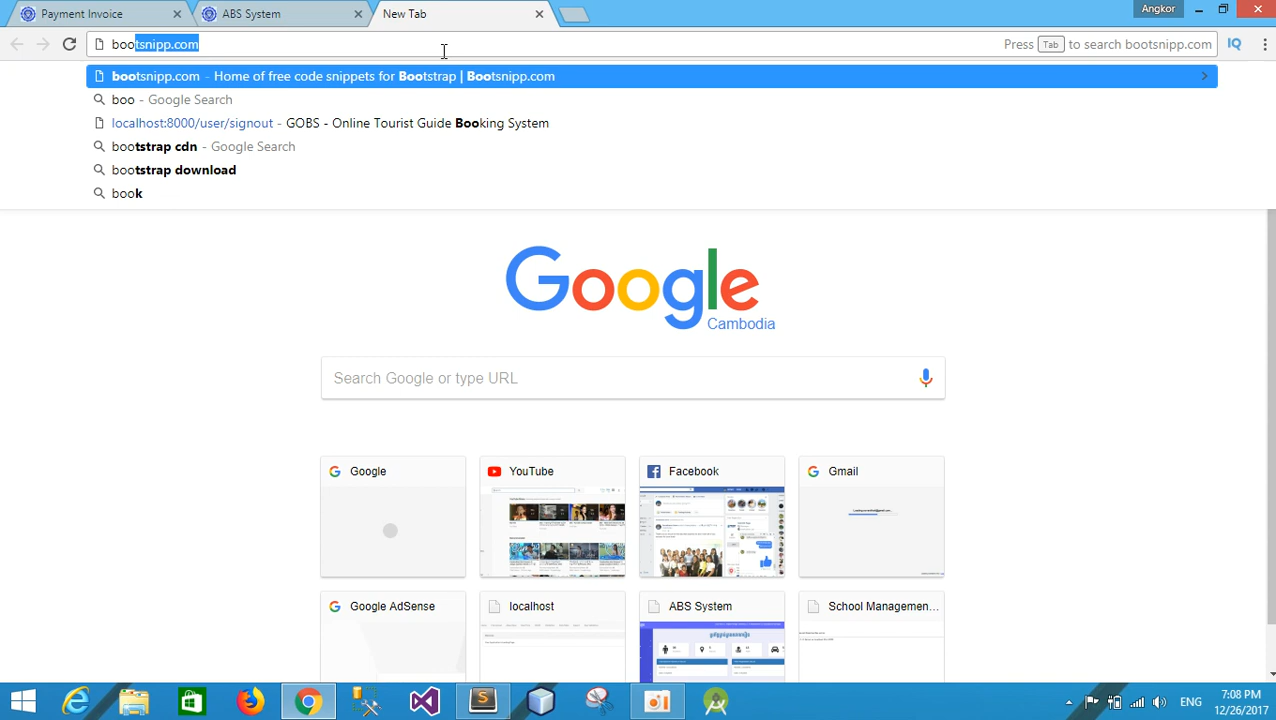 Payment Invoice
ABS System
New Tab
Angkor
bootsnipp.com
Press Tab to search bootsnipp.com
IQ
bootsnipp.com - Home of free code snippets for Bootstrap | Bootsnipp.com
boo - Google Search
localhost:8000/user/signout - GOBS - Online Tourist Guide Booking System
bootstrap cdn - Google Search
bootstrap download
book
Google
Cambodia
Search Google or type URL
Google
YouTube
Facebook
Gmail
Google AdSense
localhost
ABS System
School Managemen...
ENG
7:08 PM
12/26/2017